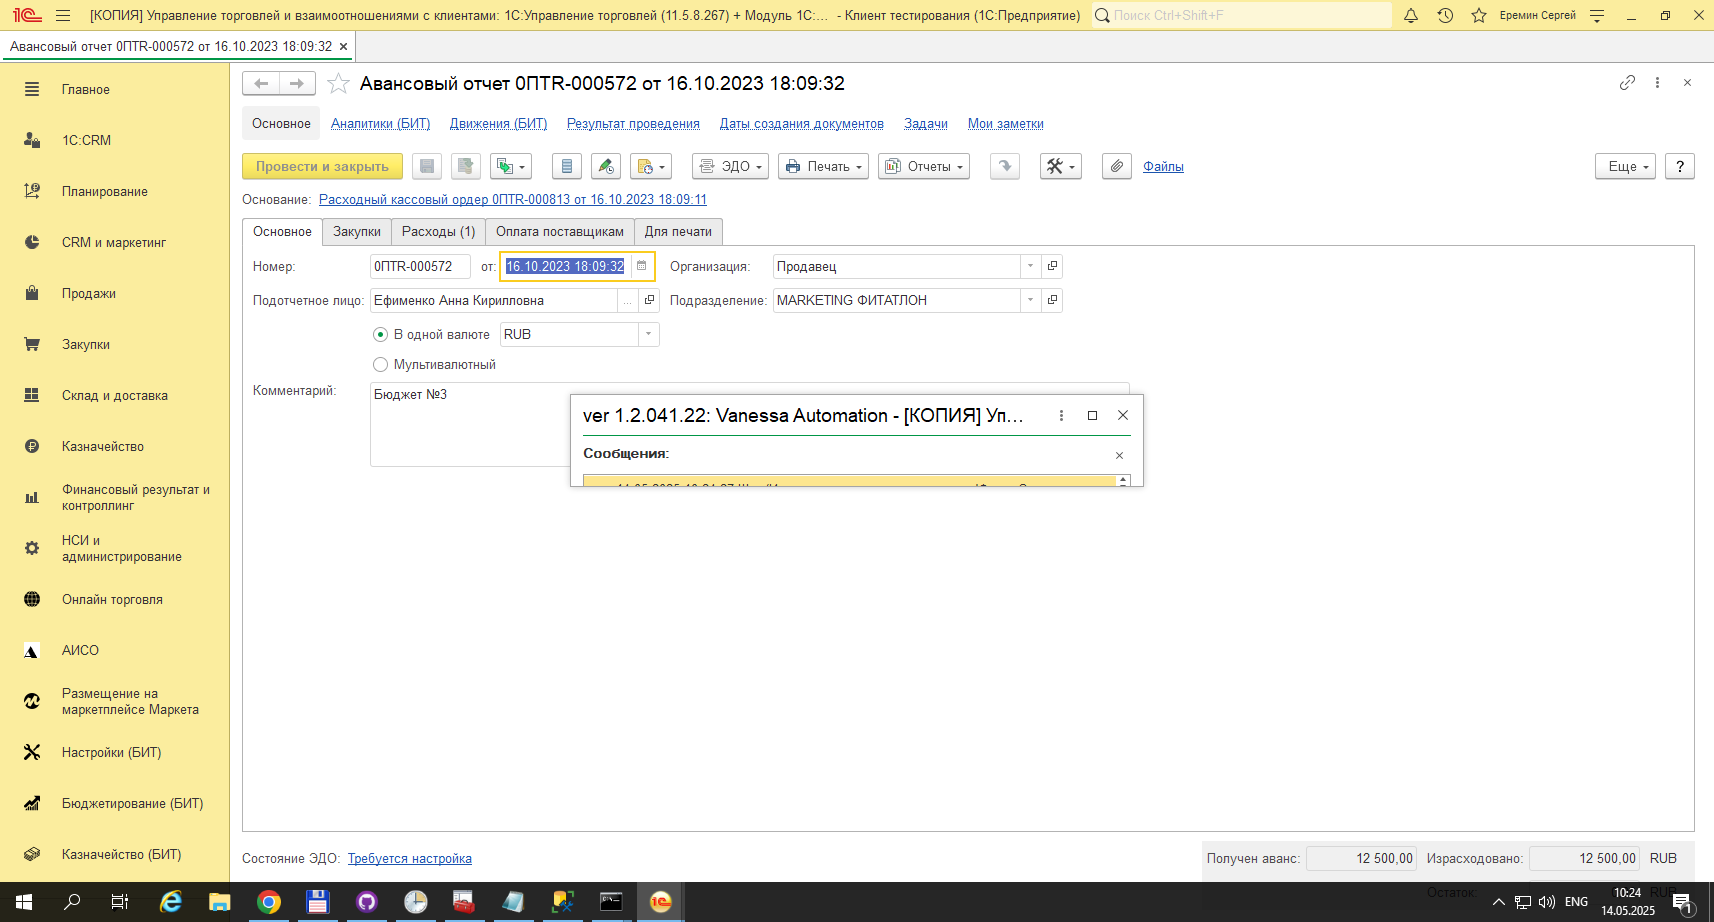 [КОПИЯ] Управление торговлей и взаимоотношениями с клиентами: 1С:Управление торговлей (11.5.8.267) + Модуль 1С:... - Клиент тестирования (1С:Предприятие)
Поиск Ctrl+Shift+F
Еремин Сергей
Авансовый отчет 0ПTR-000572 от 16.10.2023 18:09:32
Главное
1C:CRM
Планирование
CRM и маркетинг
Продажи
Закупки
Склад и доставка
Казначейство
Финансовый результат и
контроллинг
НСИ и
администрирование
Онлайн торговля
АИСО
Размещение на
маркетплейсе Маркета
Настройки (БИТ)
Бюджетирование (БИТ)
Казначейство (БИТ)
Авансовый отчет 0ПTR-000572 от 16.10.2023 18:09:32
Основное Аналитики (БИТ) Движения (БИТ) Результат проведения Даты создания документов Задачи Мои заметки
Провести и закрыть ЭДО Печать Отчеты Файлы Еще ?
Основание: Расходный кассовый ордер 0ПTR-000813 от 16.10.2023 18:09:11
Основное Закупки Расходы (1) Оплата поставщикам Для печати
Номер: 0ПTR-000572 от: 16.10.2023 18:09:32 Организация: Продавец
Подотчетное лицо: Ефименко Анна Кирилловна ... Подразделение: MARKETING ФИТАТЛОН
В одной валюте RUB
Мультивалютный
Комментарий: Бюджет №3
ver 1.2.041.22: Vanessa Automation - [КОПИЯ] Уп...
Сообщения:
Состояние ЭДО: Требуется настройка
Получен аванс: 12 500,00 Израсходовано: 12 500,00 RUB
Остаток: RUB
ENG
10:24
14.05.2025
1